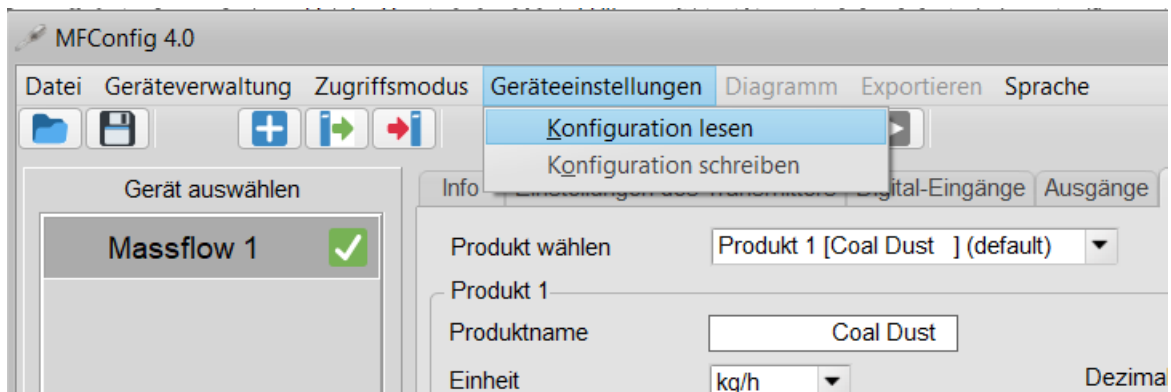 MFConfig 4.0
Datei Geräteverwaltung Zugriffsmodus Geräteeinstellungen Diagramm Exportieren Sprache
Konfiguration lesen
Konfiguration schreiben
Gerät auswählen
Info Digital-Eingänge Ausgänge
Massflow 1
Produkt wählen Produkt 1 [Coal Dust ] (default)
Produkt 1
Produktname Coal Dust
Einheit kg/h Dezima